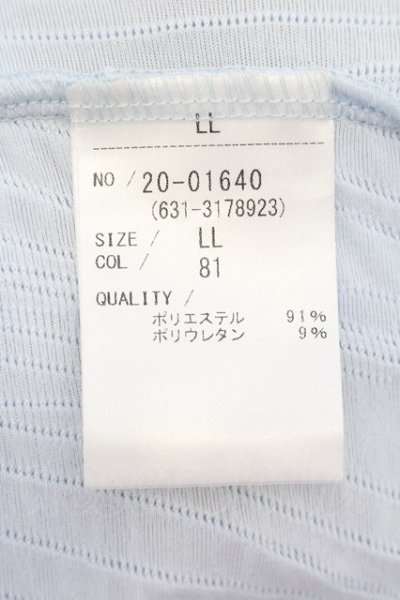 LL
NO / 20-01640
(631-3178923)
SIZE / LL
COL / 81
QUALITY /
ポリエステル 91%
ポリウレタン 9%